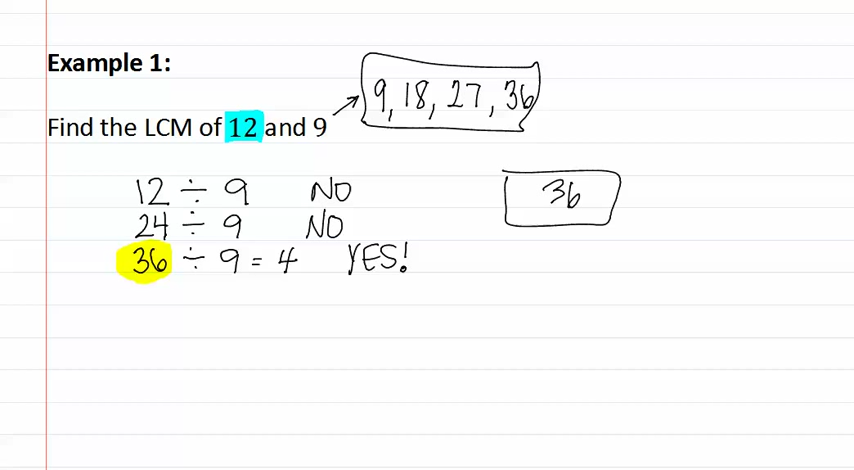 Example 1:
9, 18, 27, 36
Find the LCM of 12 and 9
12 ÷ 9 NO
36
24 ÷ 9 NO
36 ÷ 9 = 4 YES!